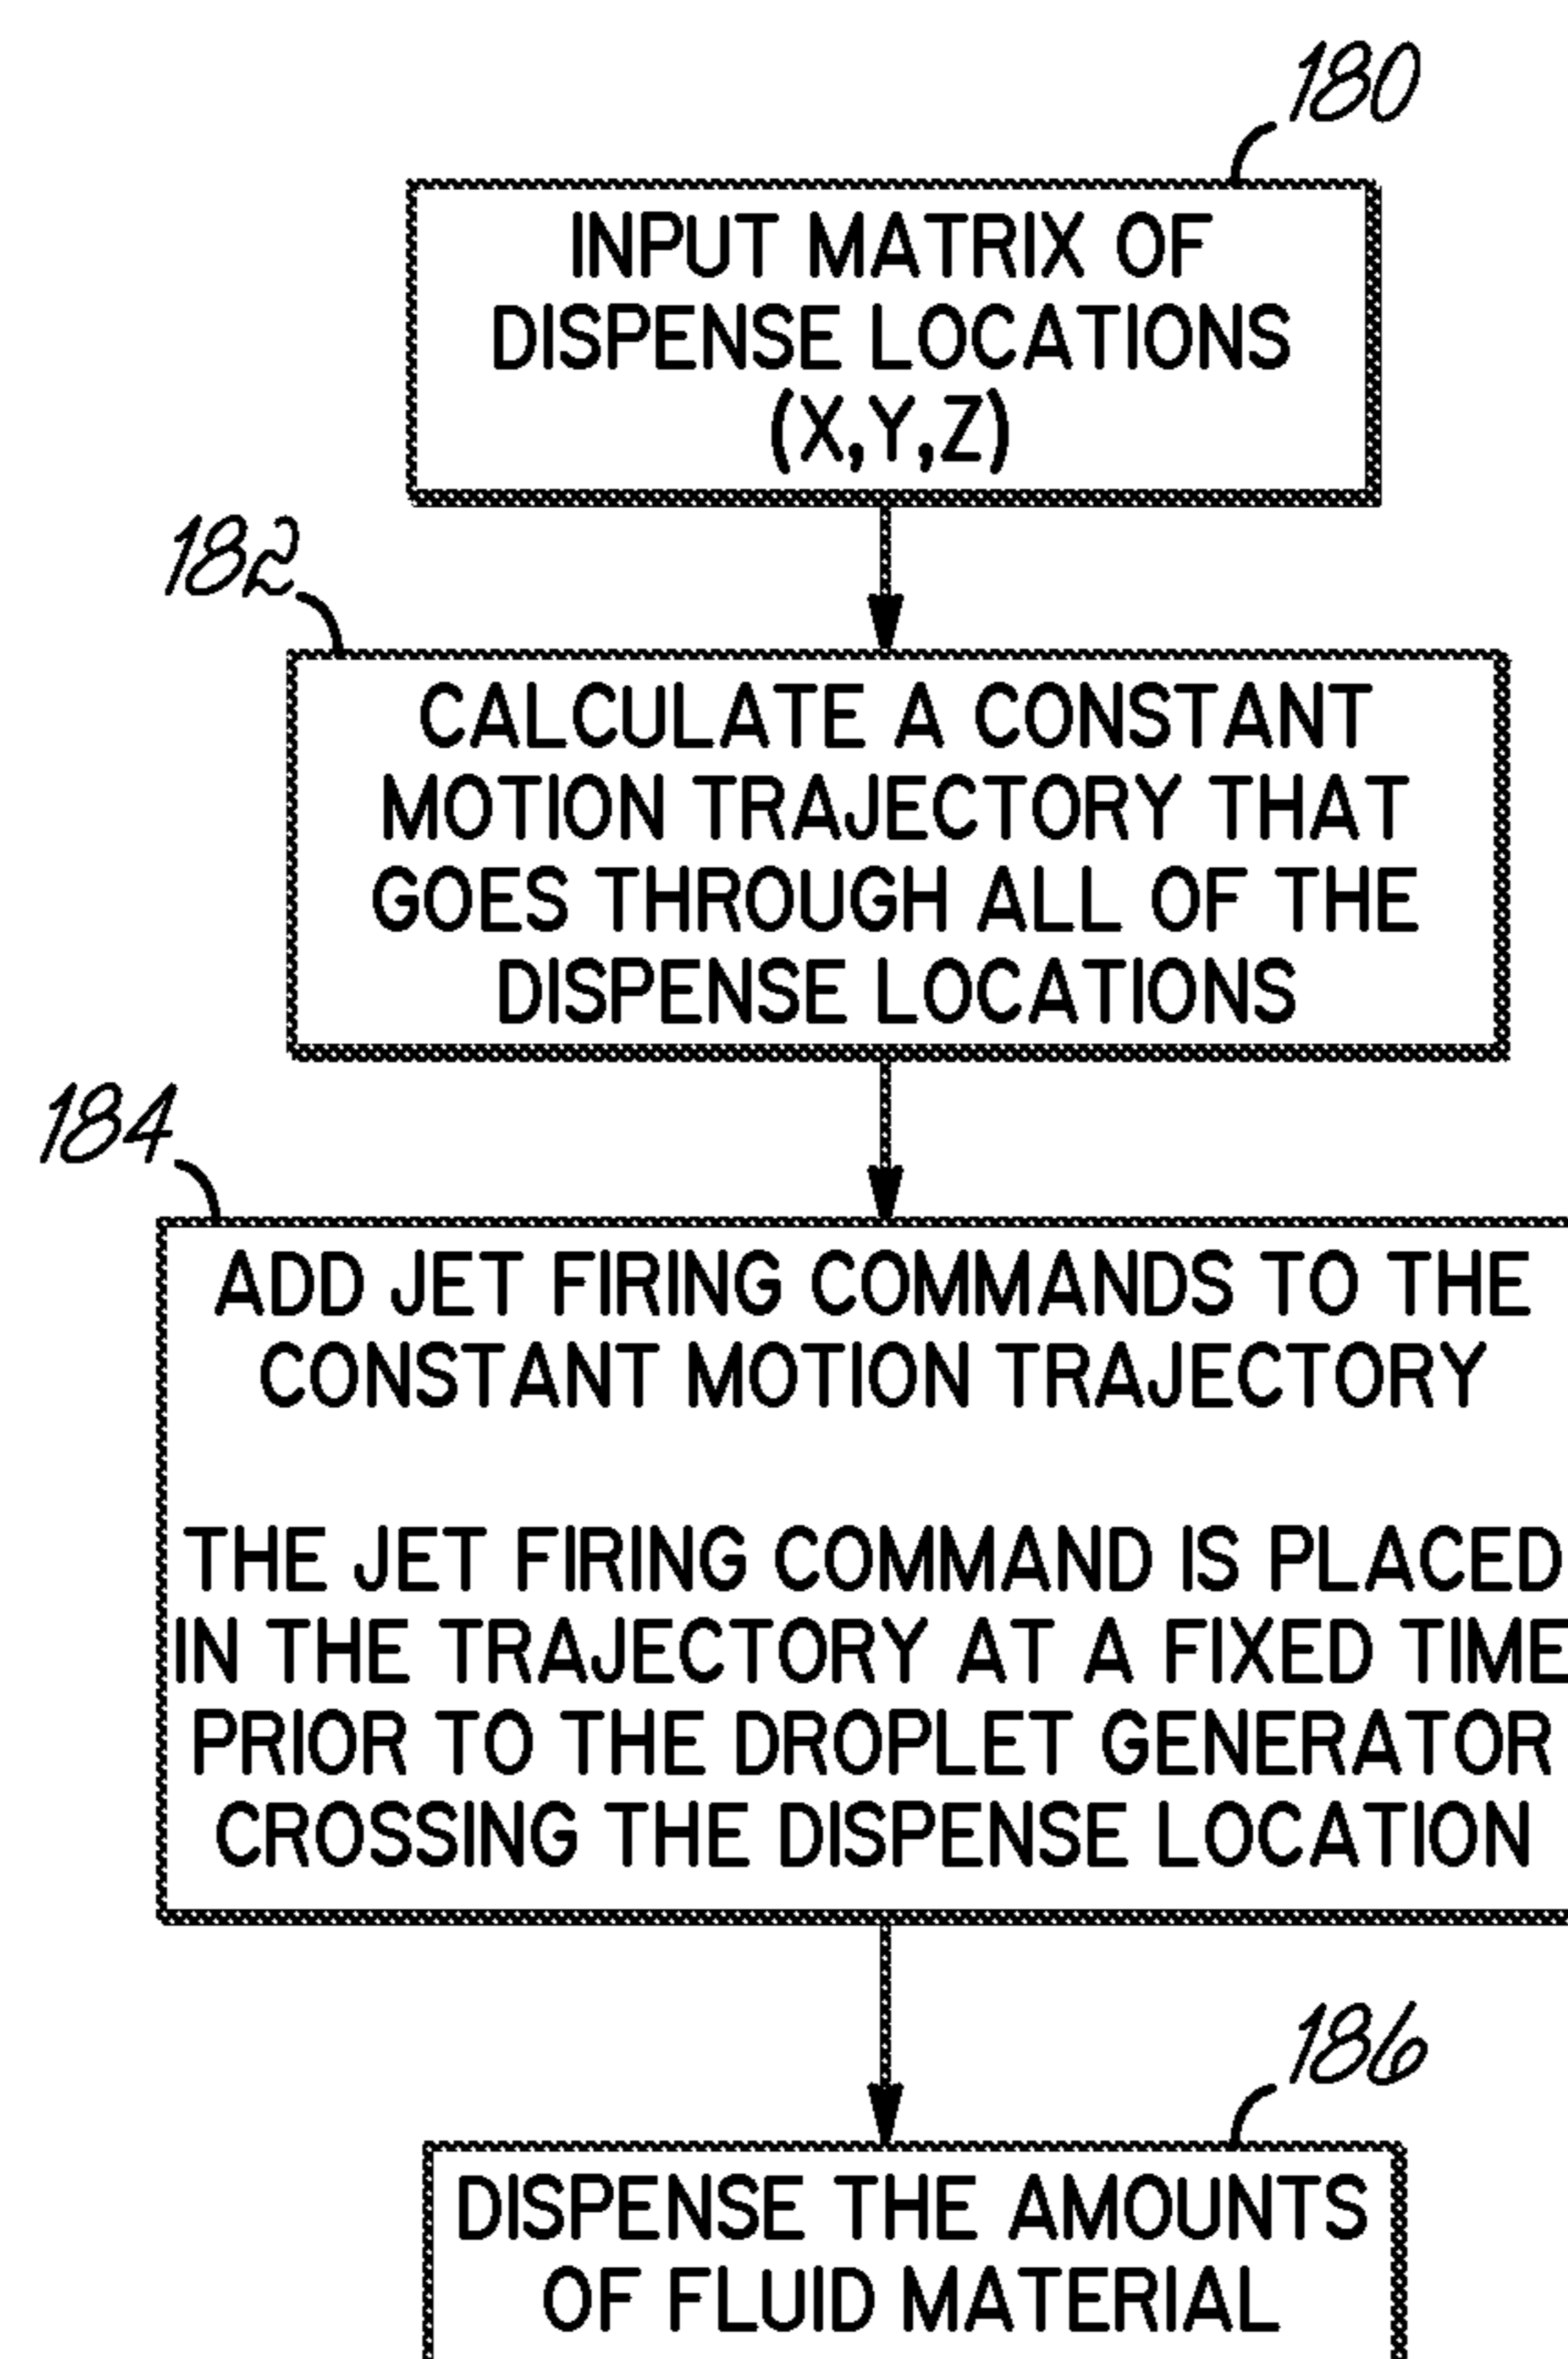 180
INPUT MATRIX OF
DISPENSE LOCATIONS
(X,Y,Z)
182
CALCULATE A CONSTANT
MOTION TRAJECTORY THAT
GOES THROUGH ALL OF THE
DISPENSE LOCATIONS
184
ADD JET FIRING COMMANDS TO THE
CONSTANT MOTION TRAJECTORY
THE JET FIRING COMMAND IS PLACED
IN THE TRAJECTORY AT A FIXED TIME
PRIOR TO THE DROPLET GENERATOR
CROSSING THE DISPENSE LOCATION
186
DISPENSE THE AMOUNTS
OF FLUID MATERIAL